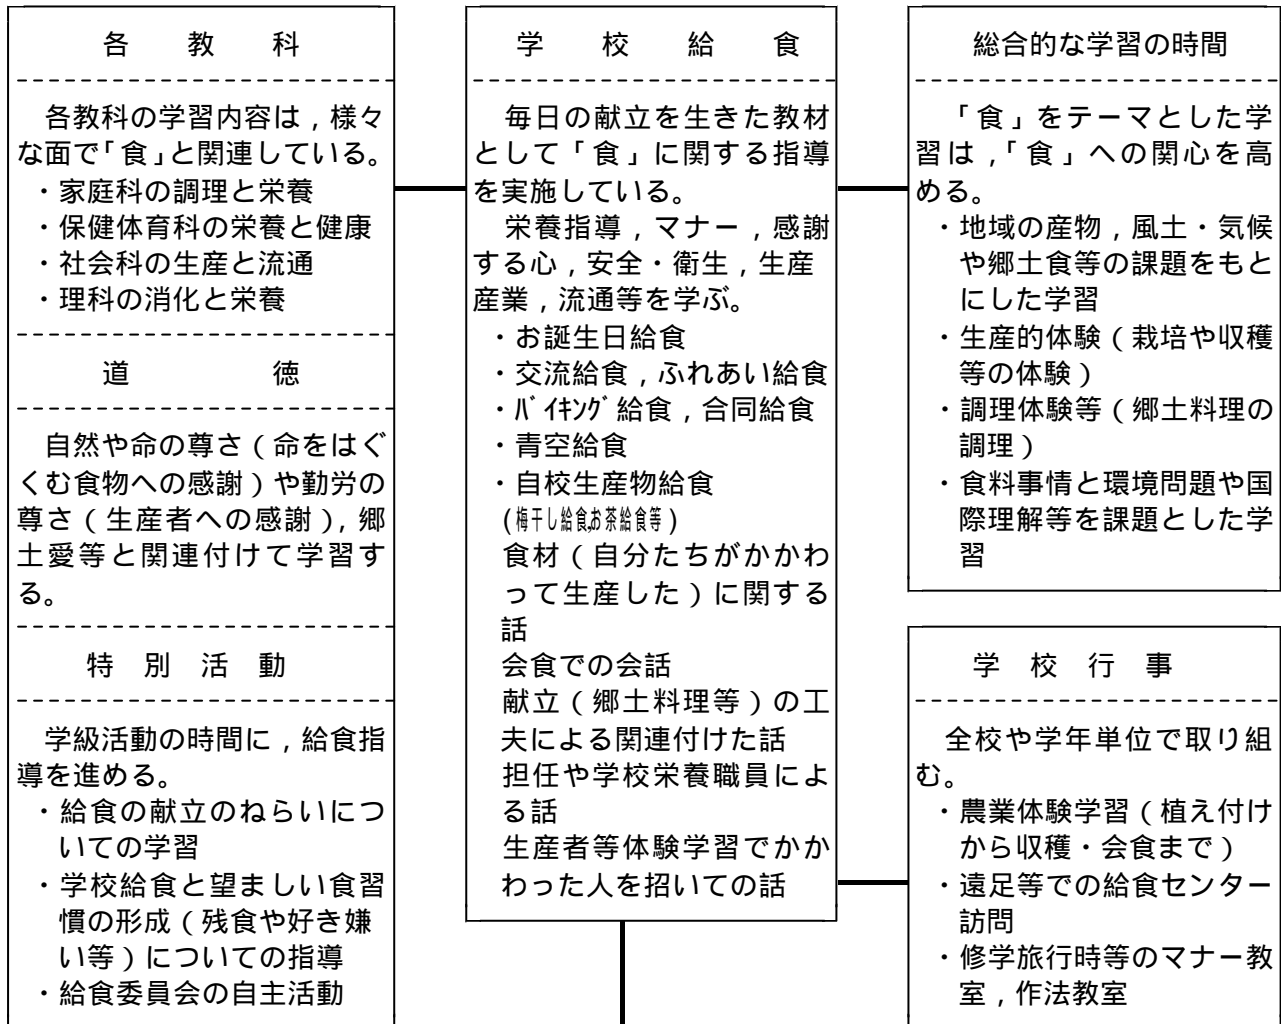 各教科
各教科の学習内容は，様々
な面で「食」と関連している。
・家庭科の調理と栄養
・保健体育科の栄養と健康
・社会科の生産と流通
・理科の消化と栄養
道徳
自然や命の尊さ（命をはぐ
くむ食物への感謝）や勤労の
尊さ（生産者への感謝），郷
土愛等と関連付けて学習す
る。
特別活動
学級活動の時間に，給食指
導を進める。
・給食の献立のねらいにつ
いての学習
・学校給食と望ましい食習
慣の形成（残食や好き嫌
い等）についての指導
・給食委員会の自主活動
学校給食
毎日の献立を生きた教材
として「食」に関する指導
を実施している。
栄養指導，マナー，感謝
する心，安全・衛生，生産
産業，流通等を学ぶ。
・お誕生日給食
・交流給食，ふれあい給食
・ﾊﾞｲｷﾝｸﾞ給食，合同給食
・青空給食
・自校生産物給食
(梅干し給食,お茶給食等）
食材（自分たちがかかわ
って生産した）に関する
話
会食での会話
献立（郷土料理等）の工
夫による関連付けた話
担任や学校栄養職員によ
る話
生産者等体験学習でかか
わった人を招いての話
総合的な学習の時間
「食」をテーマとした学
習は，「食」への関心を高
める。
・地域の産物，風土・気候
や郷土食等の課題をもと
にした学習
・生産的体験（栽培や収穫
等の体験）
・調理体験等（郷土料理の
調理）
・食料事情と環境問題や国
際理解等を課題とした学
習
学校行事
全校や学年単位で取り組
む。
・農業体験学習（植え付け
から収穫・会食まで）
・遠足等での給食センター
訪問
・修学旅行時等のマナー教
室，作法教室